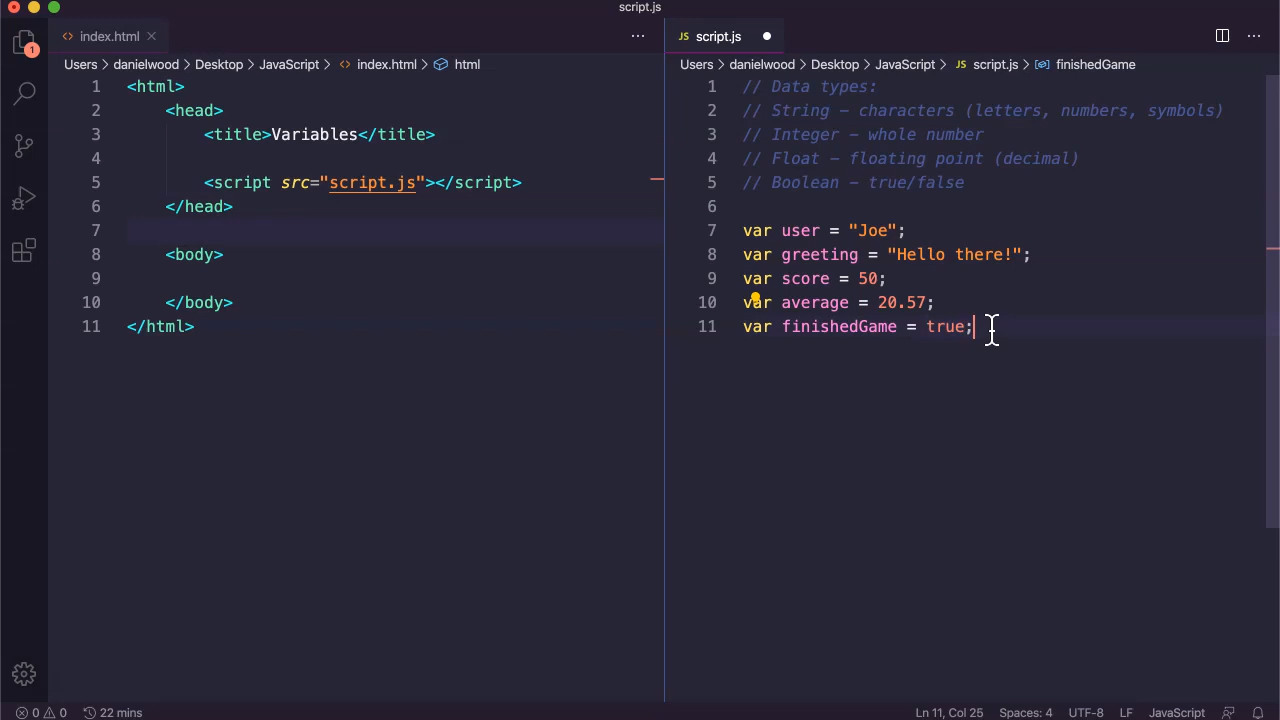 script.js
index.html
Users > danielwood > Desktop > JavaScript > index.html > html
1 <html>
2 <head>
3 <title>Variables</title>
4
5 <script src="script.js"></script>
6 </head>
7
8 <body>
9
10 </body>
11 </html>
JS script.js
Users > danielwood > Desktop > JavaScript > JS script.js > finishedGame
1 // Data types:
2 // String – characters (letters, numbers, symbols)
3 // Integer – whole number
4 // Float – floating point (decimal)
5 // Boolean – true/false
6
7 var user = "Joe";
8 var greeting = "Hello there!";
9 var score = 50;
10 var average = 20.57;
11 var finishedGame = true;
1
0 0 22 mins
Ln 11, Col 25 Spaces: 4 UTF-8 LF JavaScript